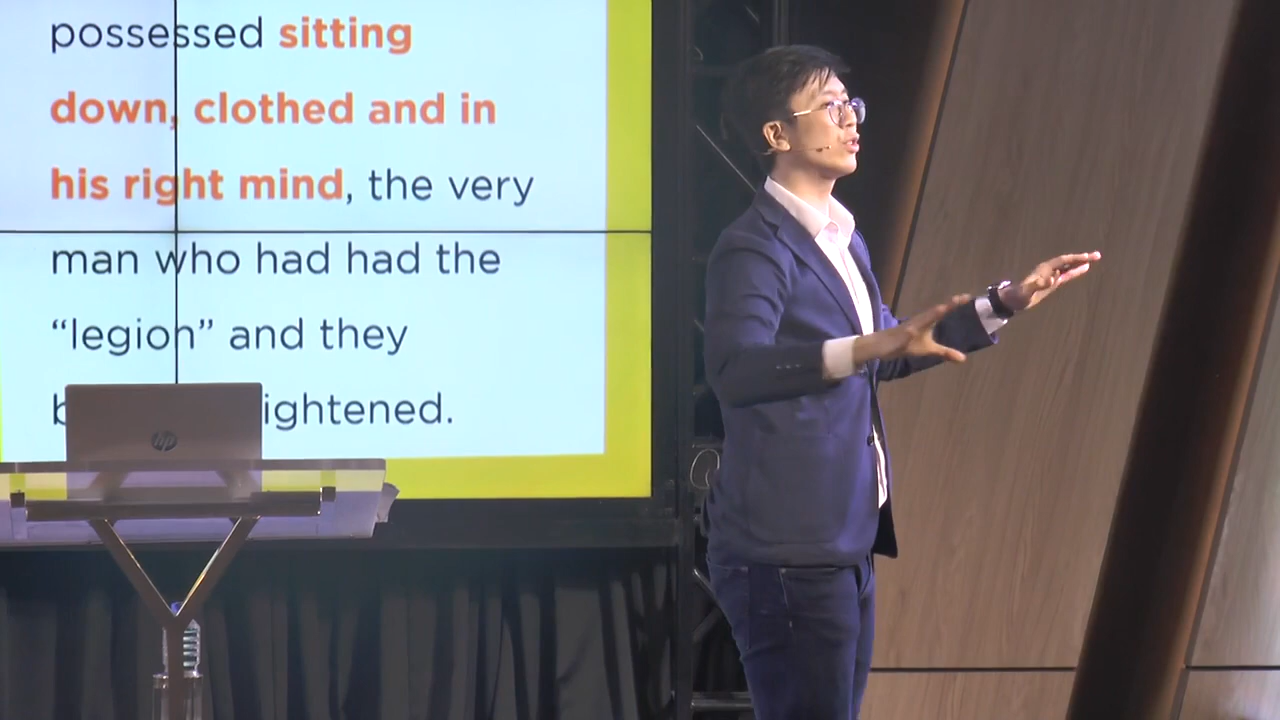 possessed sitting
down, clothed and in
his right mind, the very
man who had had the
“legion” and they
ightened.
hp